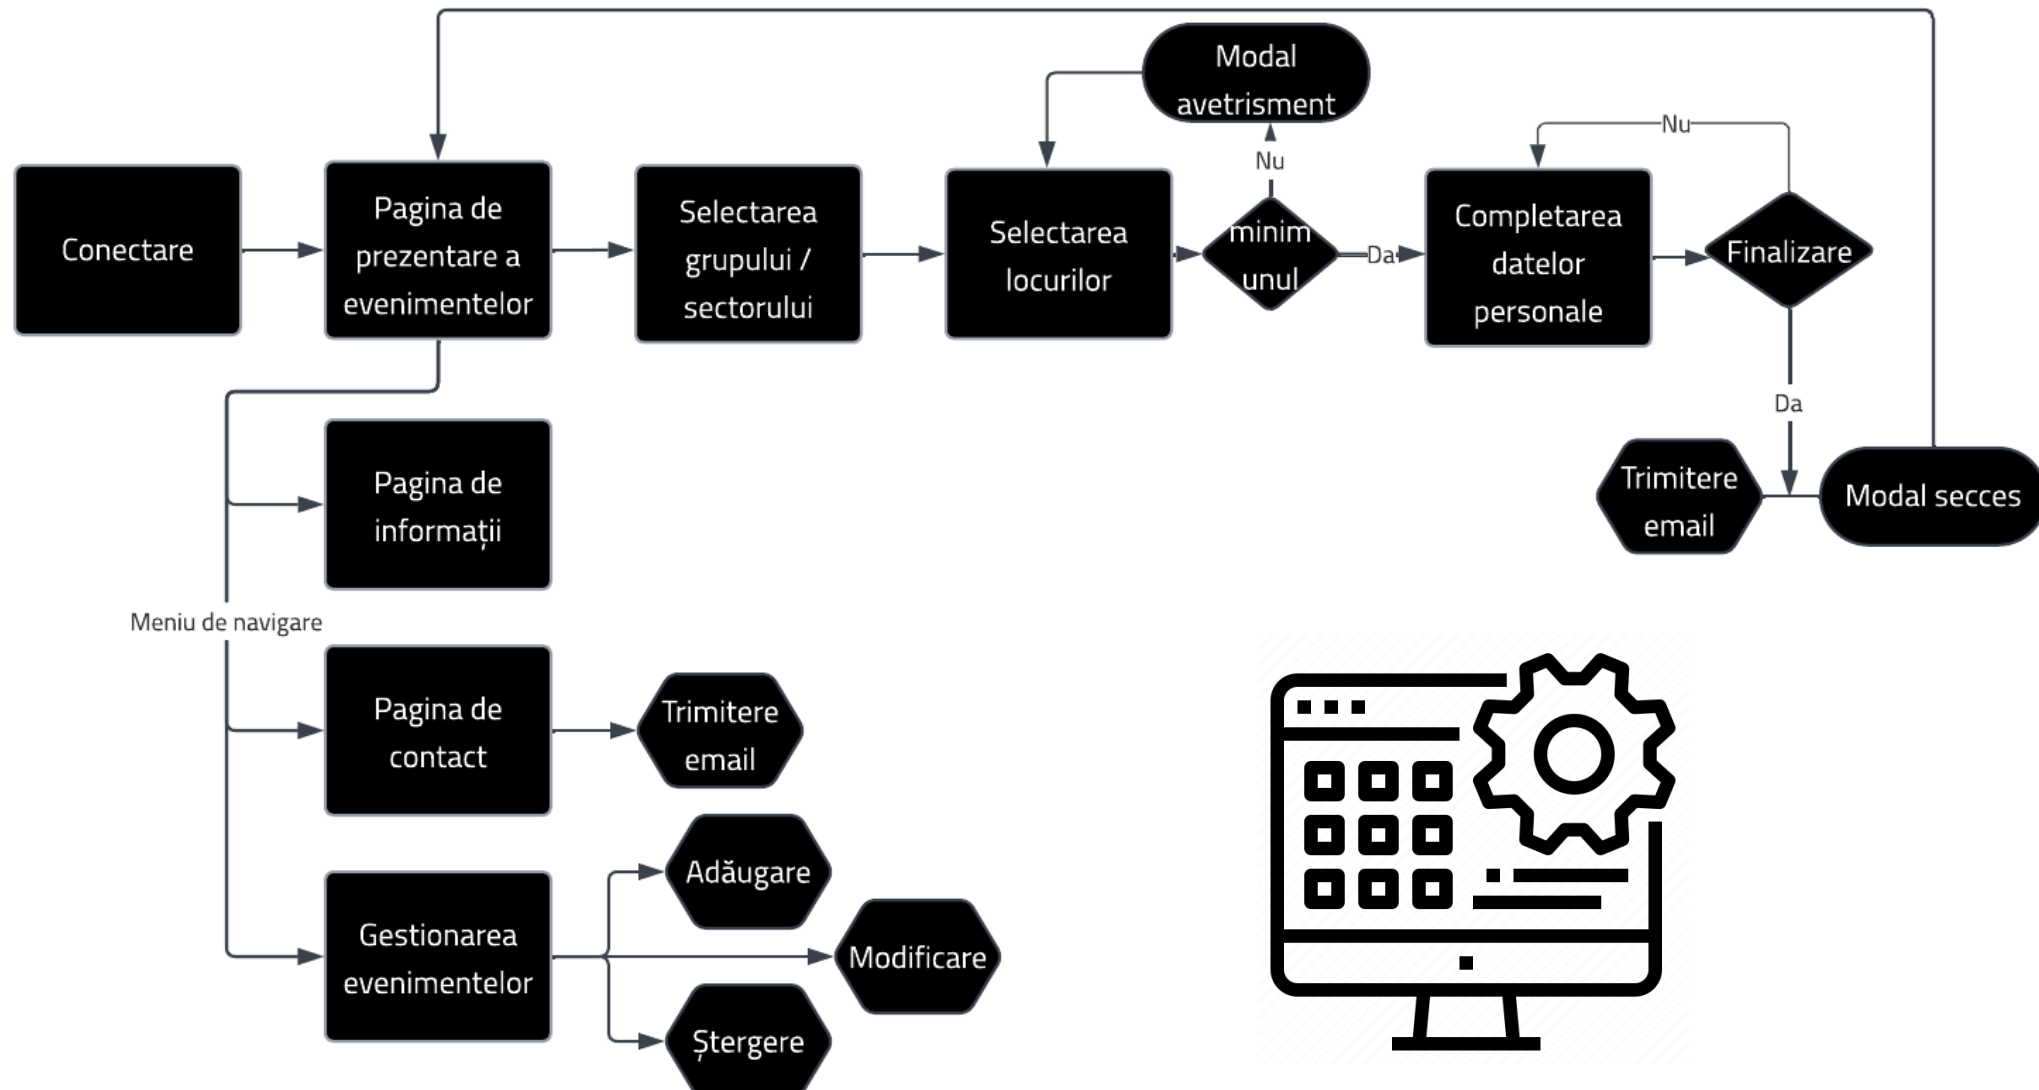 Modal
avetrisment
Nu
Nu
Conectare
Pagina de
prezentare a
evenimentelor
Selectarea
grupului /
sectorului
Selectarea
locurilor
minim
unul
Da
Completarea
datelor
personale
Finalizare
Da
Trimitere
email
Modal secces
Pagina de
informații
Meniu de navigare
Pagina de
contact
Trimitere
email
Adăugare
Gestionarea
evenimentelor
Modificare
Ștergere